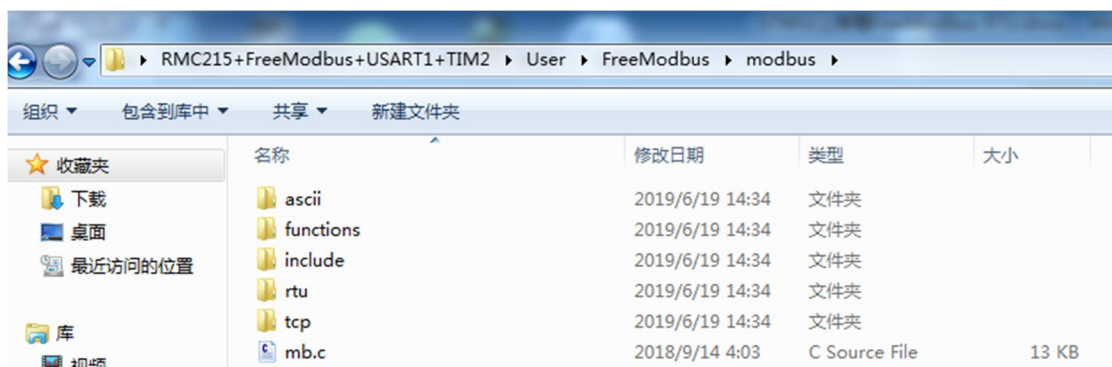 RMC215+FreeModbus+USART1+TIM2 ▸ User ▸ FreeModbus ▸ modbus ▸
组织 包含到库中 共享 新建文件夹
收藏夹
下载
桌面
最近访问的位置
库
视频
名称 修改日期 类型 大小
ascii 2019/6/19 14:34 文件夹
functions 2019/6/19 14:34 文件夹
include 2019/6/19 14:34 文件夹
rtu 2019/6/19 14:34 文件夹
tcp 2019/6/19 14:34 文件夹
mb.c 2018/9/14 4:03 C Source File 13 KB